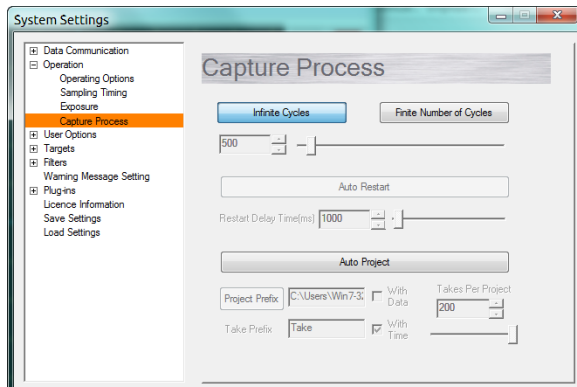 System Settings
Data Communication
Operation
Operating Options
Sampling Timing
Exposure
Capture Process
User Options
Targets
Filters
Warning Message Setting
Plug-ins
Licence Information
Save Settings
Load Settings
Capture Process
Infinite Cycles
Finite Number of Cycles
500
Auto Restart
Restart Delay Time(ms) 1000
Auto Project
Project Prefix C:\Users\Win7-32 With Data
Takes Per Project
200
Take Prefix Take With Time